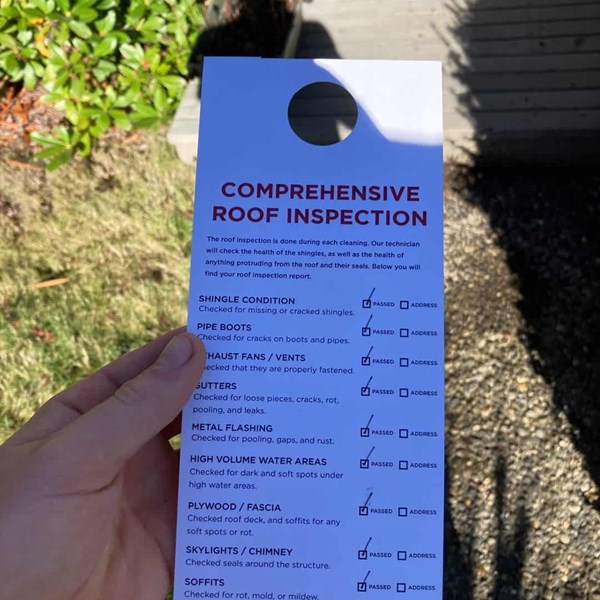 COMPREHENSIVE
ROOF INSPECTION
The roof inspection is done during each cleaning. Our technician
will check the health of the shingles, as well as the health of
anything protruding from the roof and their seals. Below you will
find your roof inspection report.
SHINGLE CONDITION
Checked for missing or cracked shingles.
PASSED ADDRESS
PIPE BOOTS
Checked for cracks on boots and pipes.
PASSED ADDRESS
HAUST FANS / VENTS
ecked that they are properly fastened.
PASSED ADDRESS
GUTTERS
Checked for loose pieces, cracks, rot,
pooling, and leaks.
PASSED ADDRESS
METAL FLASHING
Checked for pooling, gaps, and rust.
PASSED ADDRESS
HIGH VOLUME WATER AREAS
Checked for dark and soft spots under
high water areas.
PASSED ADDRESS
PLYWOOD / FASCIA
Checked roof deck, and soffits for any
soft spots or rot.
PASSED ADDRESS
SKYLIGHTS / CHIMNEY
Checked seals around the structure.
PASSED ADDRESS
SOFFITS
Checked for rot, mold, or mildew.
PASSED ADDRESS